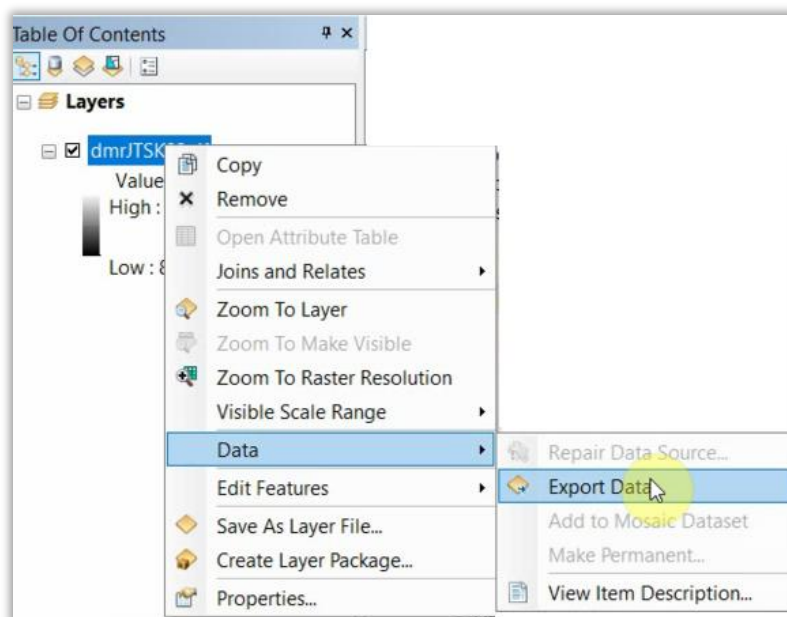 Table Of Contents
Layers
dmrJTSK
Value
High :
Low : 8
Copy
Remove
Open Attribute Table
Joins and Relates
Zoom To Layer
Zoom To Make Visible
Zoom To Raster Resolution
Visible Scale Range
Data
Edit Features
Save As Layer File...
Create Layer Package...
Properties...
Repair Data Source...
Export Data
Add to Mosaic Dataset
Make Permanent...
View Item Description...